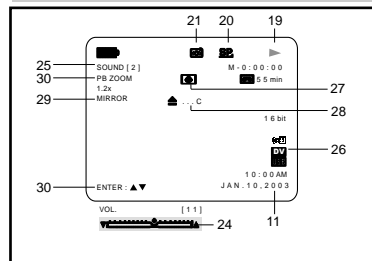 21 20 19
SP
25 SOUND [ 2 ] M - 0 : 0 0 : 0 0
30 PB ZOOM 5 5 min 27
1.2x
29 MIRROR . . . C 28
1 6 bit
DV 26
1 0 : 0 0 AM
30 ENTER : ▲▼ J A N . 1 0 , 2 0 0 3
11
VOL. [ 1 1 ]
24